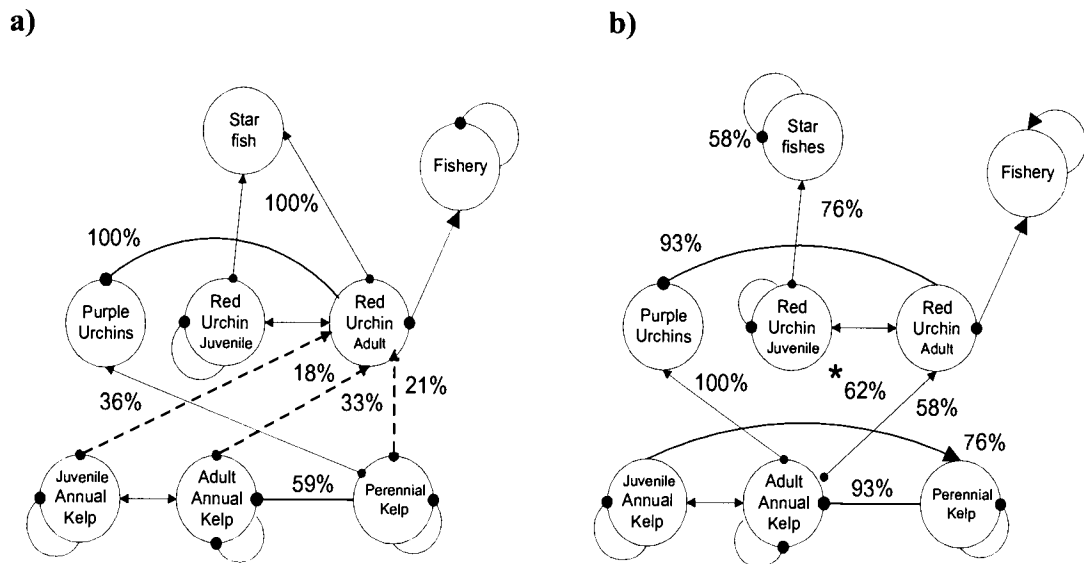 a)
Star
fish
Fishery
100%
100%
Purple
Urchins
Red
Urchin
Juvenile
Red
Urchin
Adult
36%
18%
33%
21%
Juvenile
Annual
Kelp
Adult
Annual
Kelp
59%
Perennial
Kelp
b)
58%
Star
fishes
Fishery
76%
93%
Purple
Urchins
Red
Urchin
Juvenile
Red
Urchin
Adult
100%
*
62%
58%
76%
Juvenile
Annual
Kelp
Adult
Annual
Kelp
93%
Perennial
Kelp